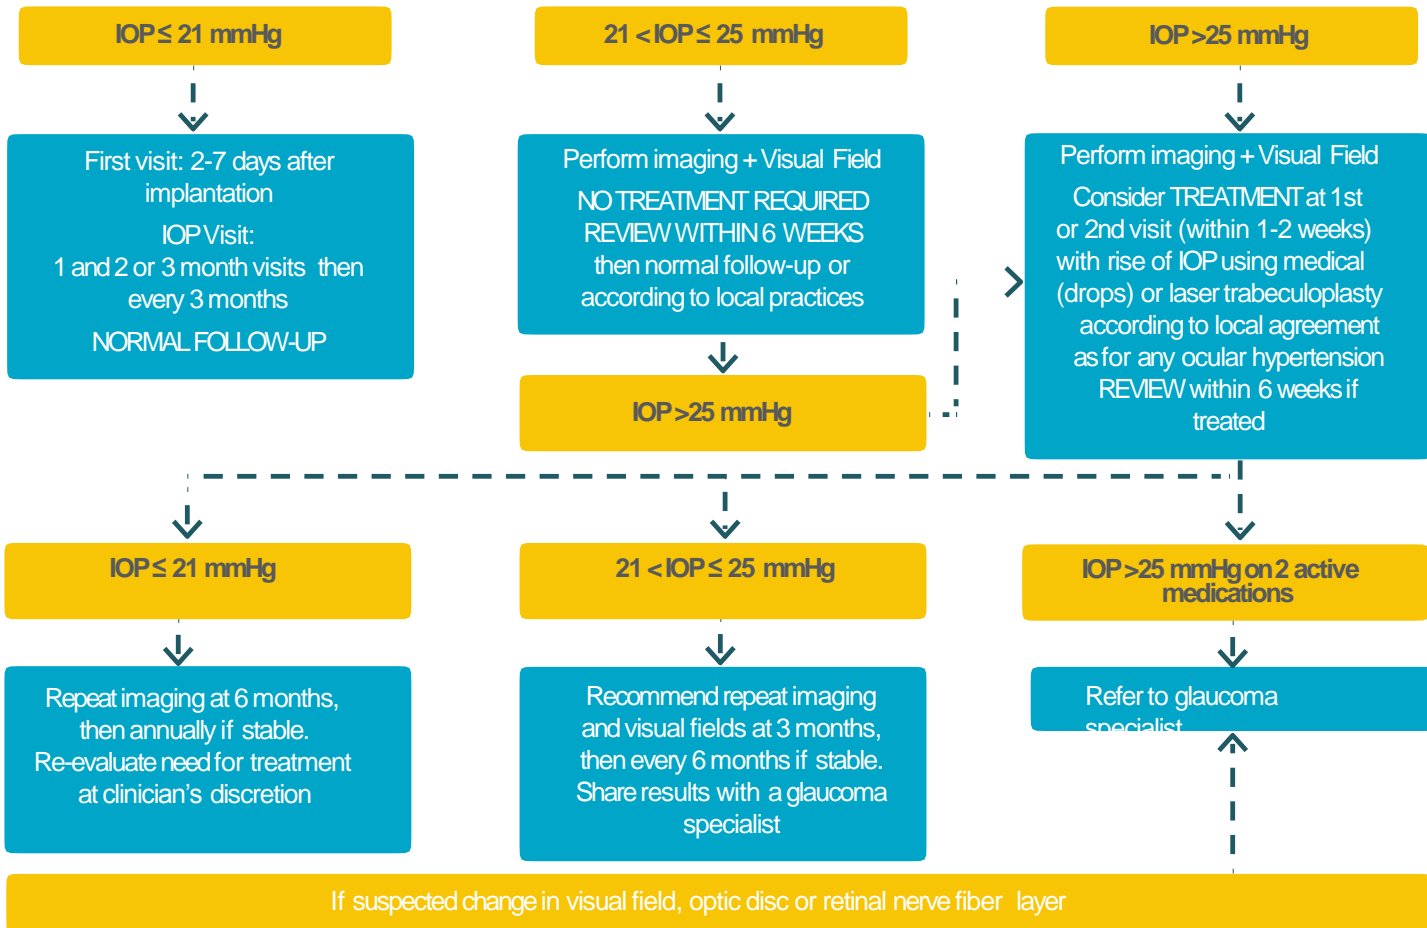 IOP ≤ 21 mmHg
21 < IOP ≤ 25 mmHg
IOP >25 mmHg
First visit: 2-7 days after
implantation
IOP Visit:
1 and 2 or 3 month visits then
every 3 months
NORMAL FOLLOW-UP
Perform imaging + Visual Field
NO TREATMENT REQUIRED
REVIEW WITHIN 6 WEEKS
then normal follow-up or
according to local practices
IOP >25 mmHg
Perform imaging + Visual Field
Consider TREATMENT at 1st
or 2nd visit (within 1-2 weeks)
with rise of IOP using medical
(drops) or laser trabeculoplasty
according to local agreement
as for any ocular hypertension
REVIEW within 6 weeks if
treated
IOP ≤ 21 mmHg
21 < IOP ≤ 25 mmHg
IOP >25 mmHg on 2 active
medications
Repeat imaging at 6 months,
then annually if stable.
Re-evaluate need for treatment
at clinician’s discretion
Recommend repeat imaging
and visual fields at 3 months,
then every 6 months if stable.
Share results with a glaucoma
specialist
Refer to glaucoma
specialist
If suspected change in visual field, optic disc or retinal nerve fiber layer